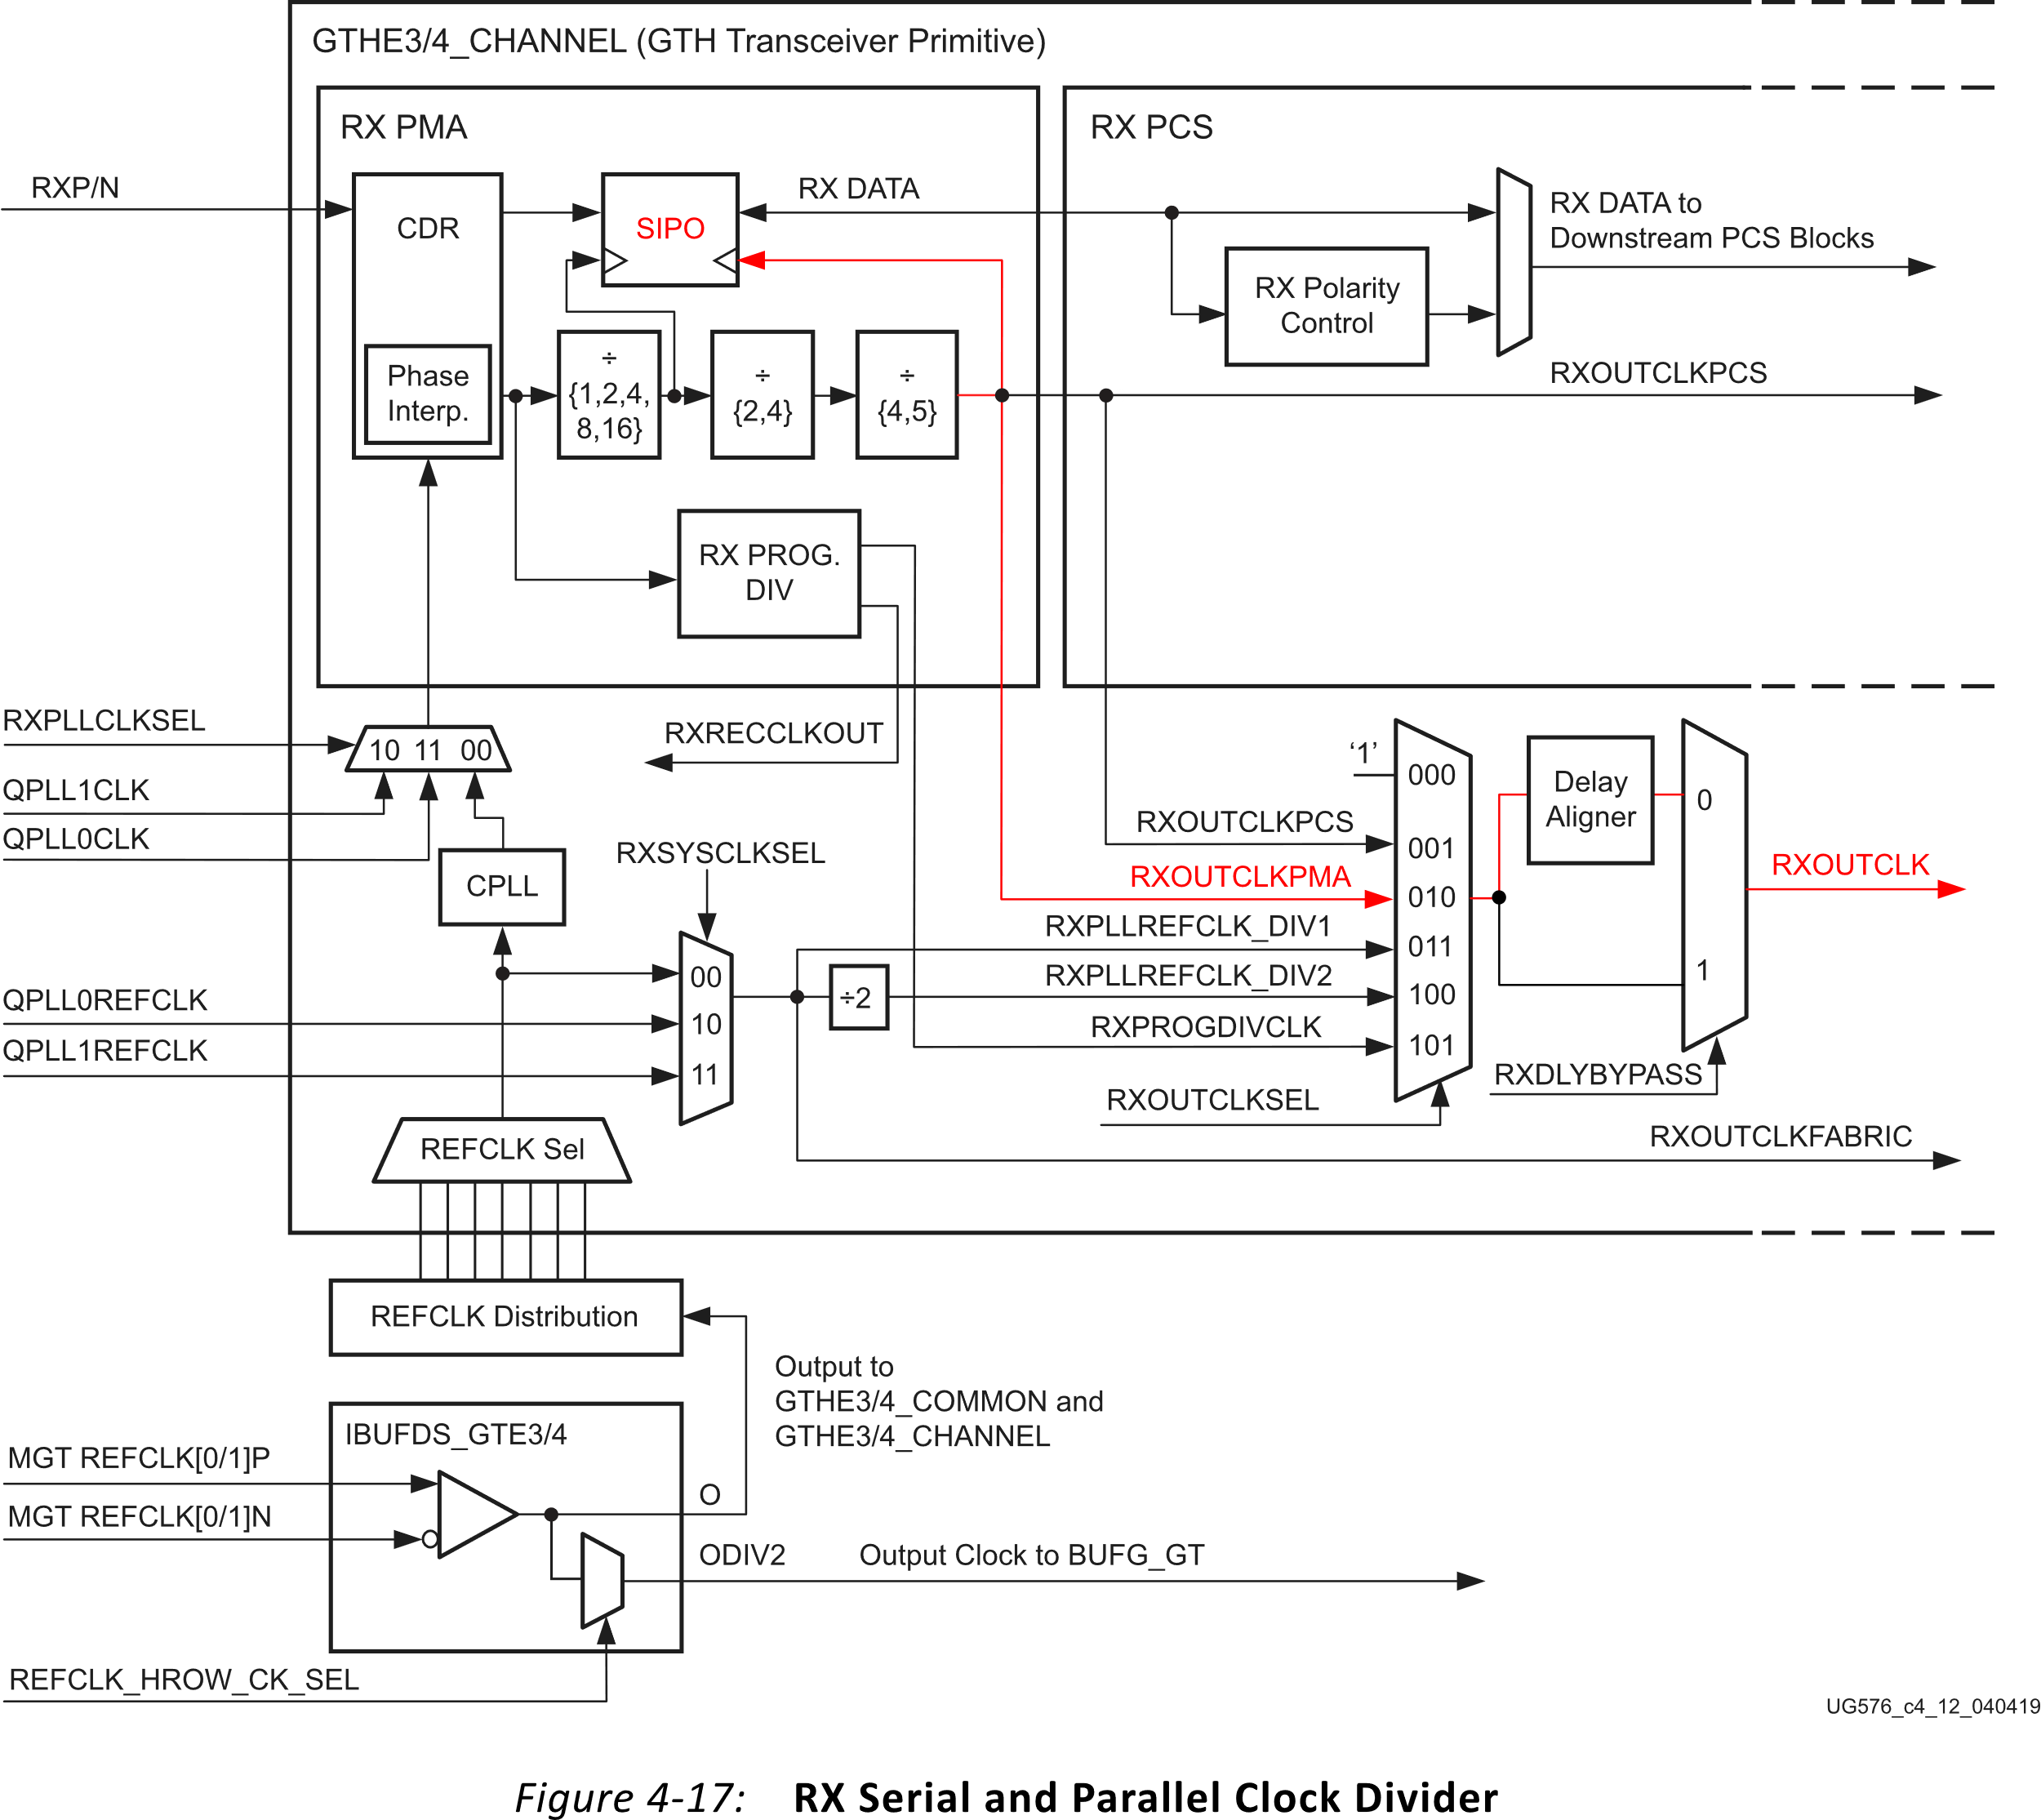 GTHE3/4_CHANNEL (GTH Transceiver Primitive)
RX PMA
RX PCS
RXP/N
CDR
SIPO
RX DATA
RX DATA to
Downstream PCS Blocks
RX Polarity
Control
Phase
Interp.
÷
{1,2,4,
8,16}
÷
{2,4}
÷
{4,5}
RXOUTCLKPCS
RX PROG.
DIV
RXPLLCLKSEL
10 11 00
RXRECCLKOUT
QPLL1CLK
QPLL0CLK
CPLL
RXSYSCLKSEL
‘1’
000
RXOUTCLKPCS
001
RXOUTCLKPMA
010
RXPLLREFCLK_DIV1
011
RXPLLREFCLK_DIV2
100
RXPROGDIVCLK
101
Delay
Aligner
0
1
RXOUTCLK
QPLL0REFCLK
QPLL1REFCLK
00
10
11
÷2
RXOUTCLKSEL
RXDLYBYPASS
RXOUTCLKFABRIC
REFCLK Sel
REFCLK Distribution
Output to
GTHE3/4_COMMON and
GTHE3/4_CHANNEL
IBUFDS_GTE3/4
MGT REFCLK[0/1]P
MGT REFCLK[0/1]N
O
ODIV2
Output Clock to BUFG_GT
REFCLK_HROW_CK_SEL
UG576_c4_12_040419
Figure 4-17: RX Serial and Parallel Clock Divider